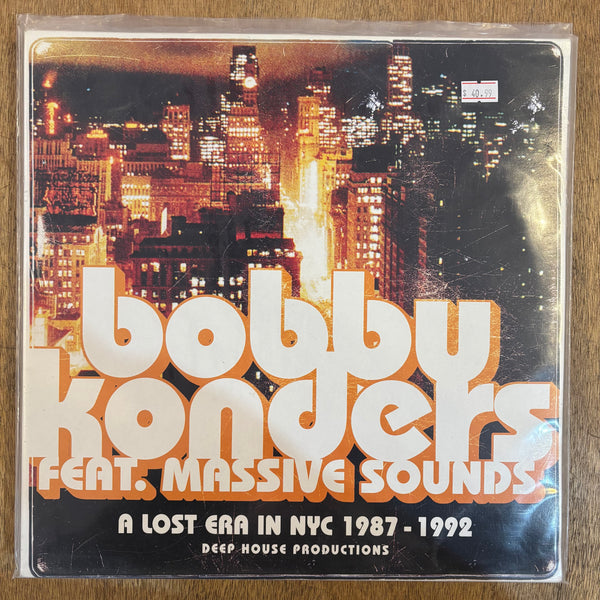 $ 40.99
bobby
konders
FEAT. MASSIVE SOUNDS
A LOST ERA IN NYC 1987 - 1992
DEEP HOUSE PRODUCTIONS